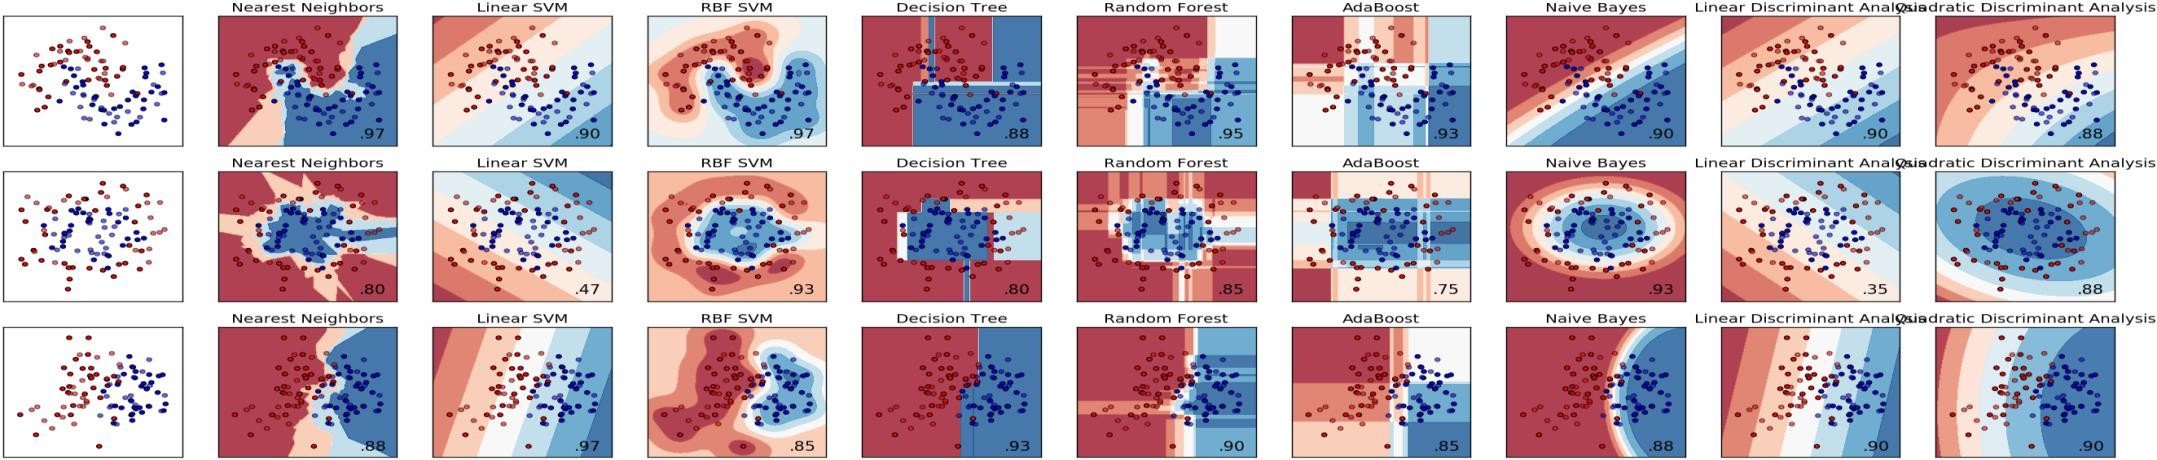 Nearest Neighbors Linear SVM RBF SVM Decision Tree Random Forest AdaBoost Naive Bayes Linear Discriminant Analysis Quadratic Discriminant Analysis
.97 .90 .97 .88 .95 .93 .90 .90 .88
Nearest Neighbors Linear SVM RBF SVM Decision Tree Random Forest AdaBoost Naive Bayes Linear Discriminant Analysis Quadratic Discriminant Analysis
.80 .47 .93 .80 .85 .75 .93 .35 .88
Nearest Neighbors Linear SVM RBF SVM Decision Tree Random Forest AdaBoost Naive Bayes Linear Discriminant Analysis Quadratic Discriminant Analysis
.88 .97 .85 .93 .90 .85 .88 .90 .90